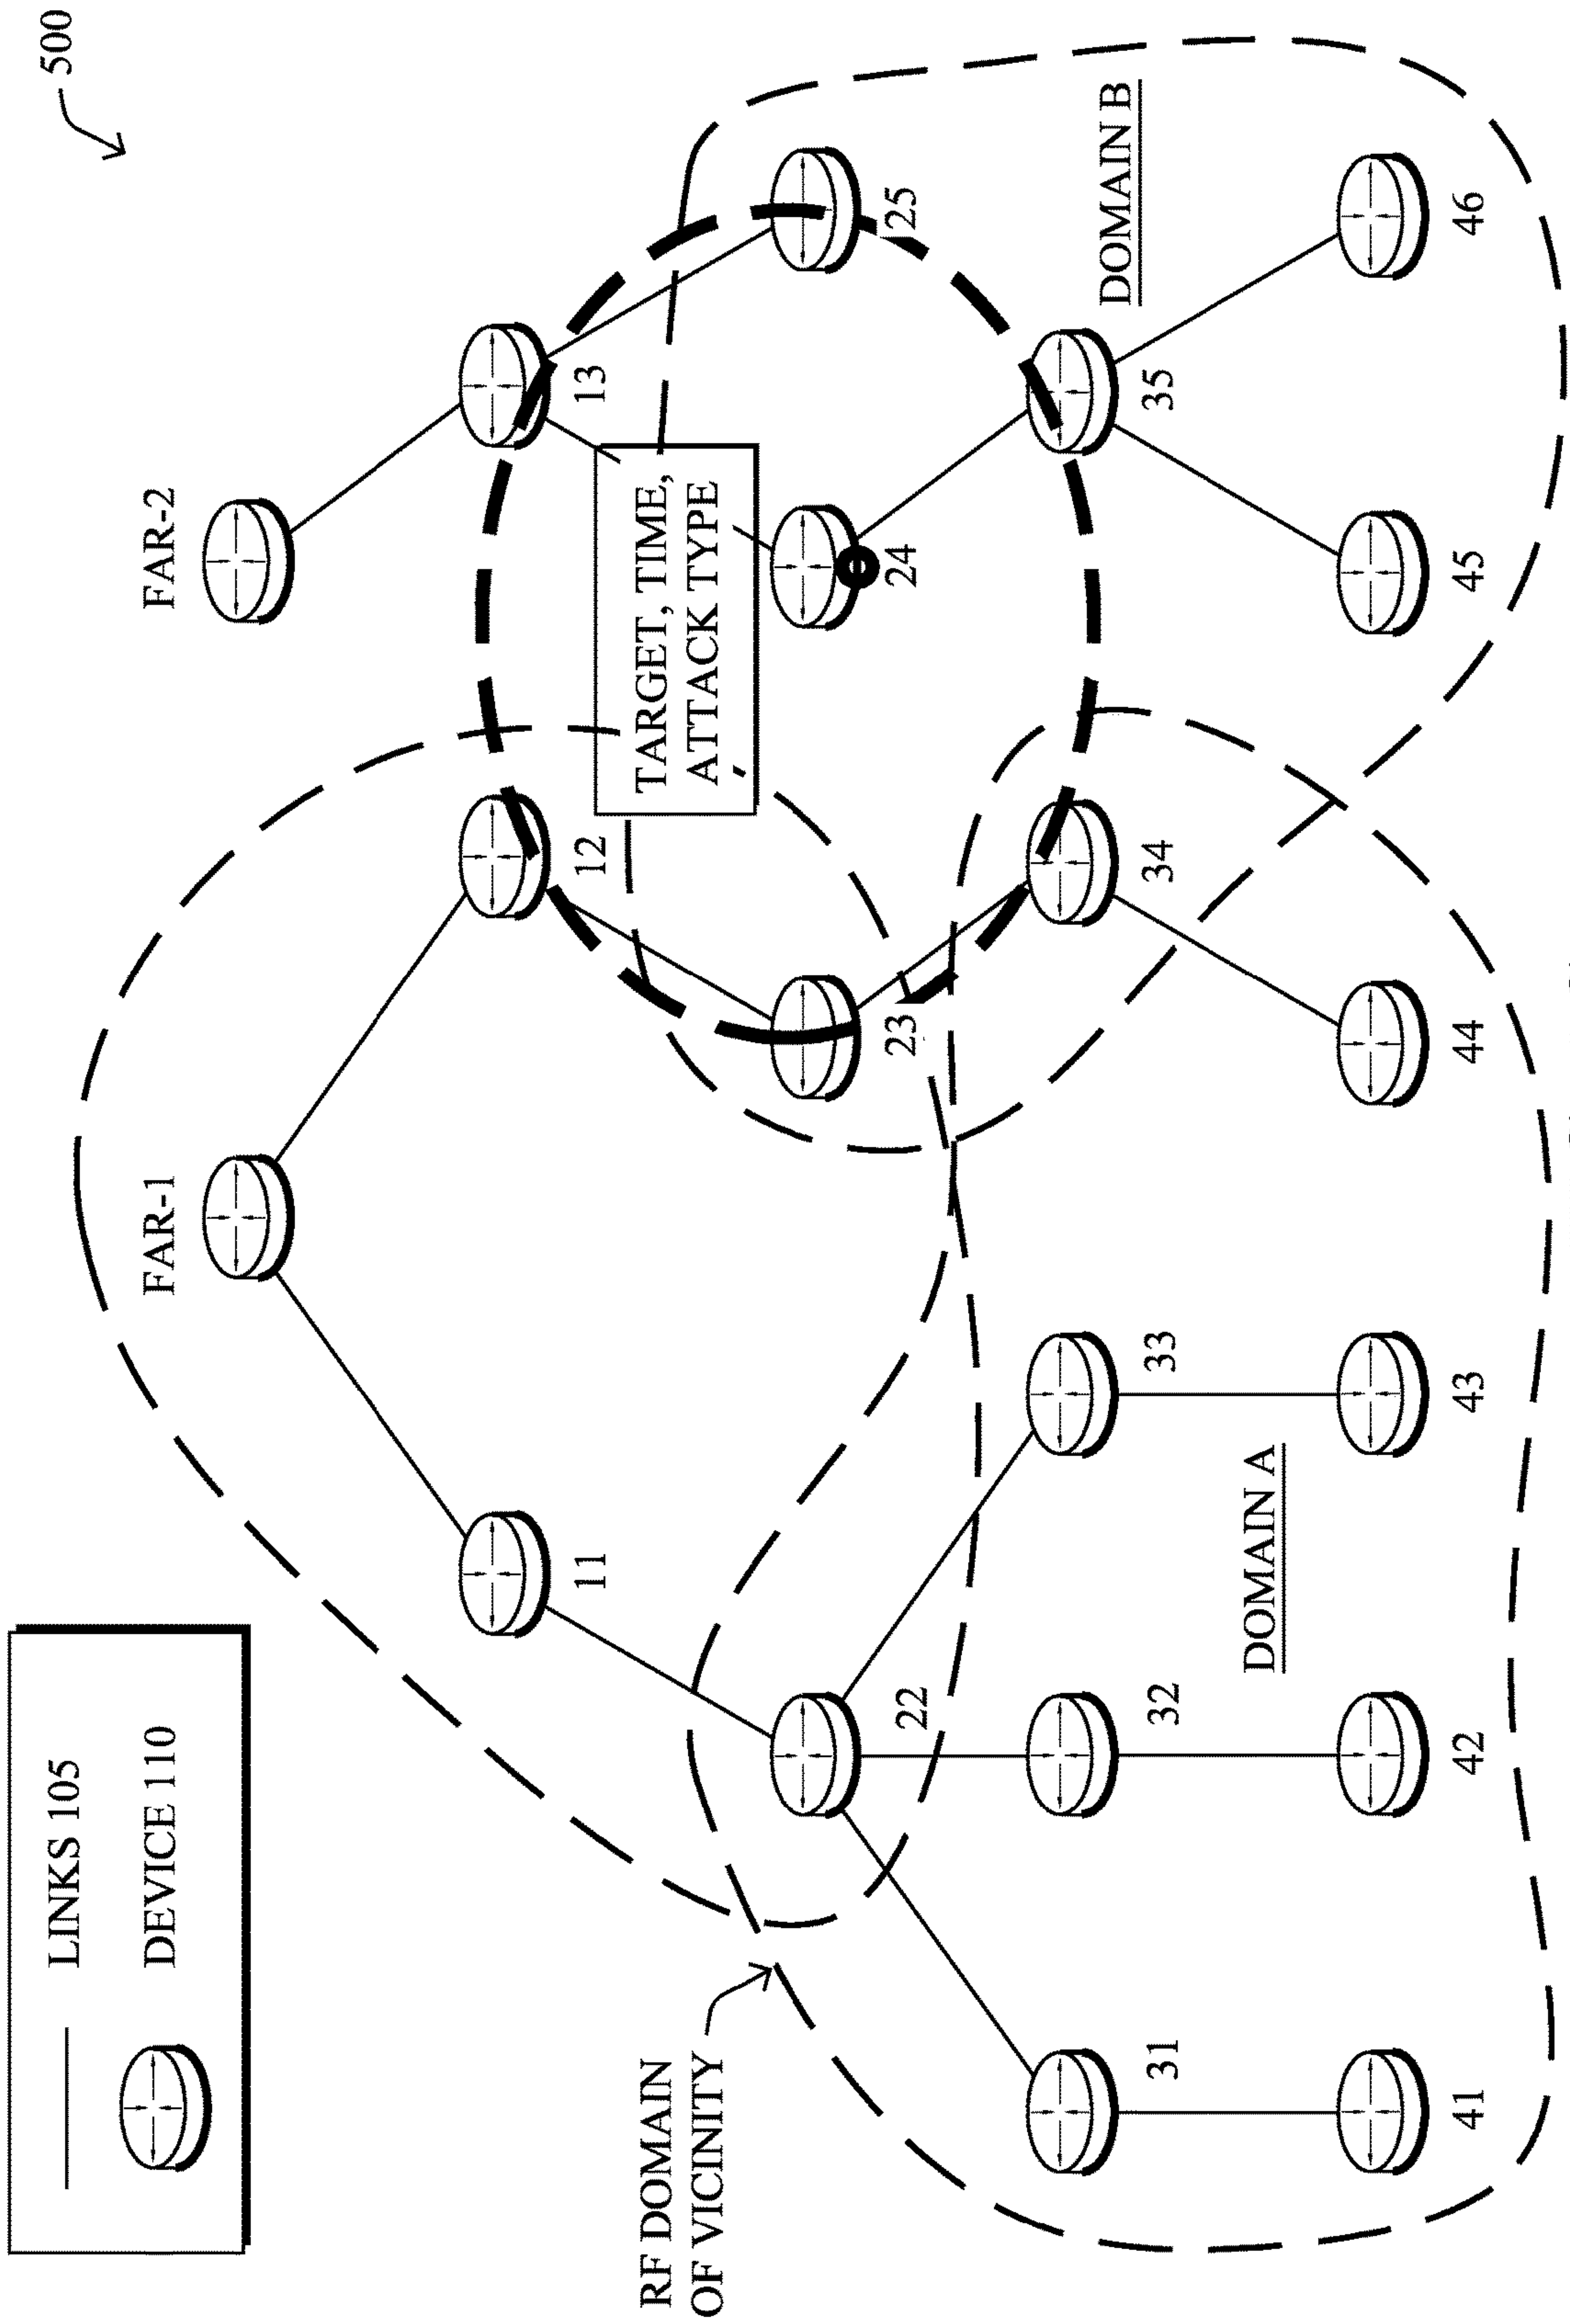 500
LINKS 105
DEVICE 110
FAR-1
FAR-2
11
12
13
TARGET, TIME,
ATTACK TYPE
RF DOMAIN
OF VICINITY
22
23
24
25
31
32
33
34
35
DOMAIN A
DOMAIN B
41
42
43
44
45
46